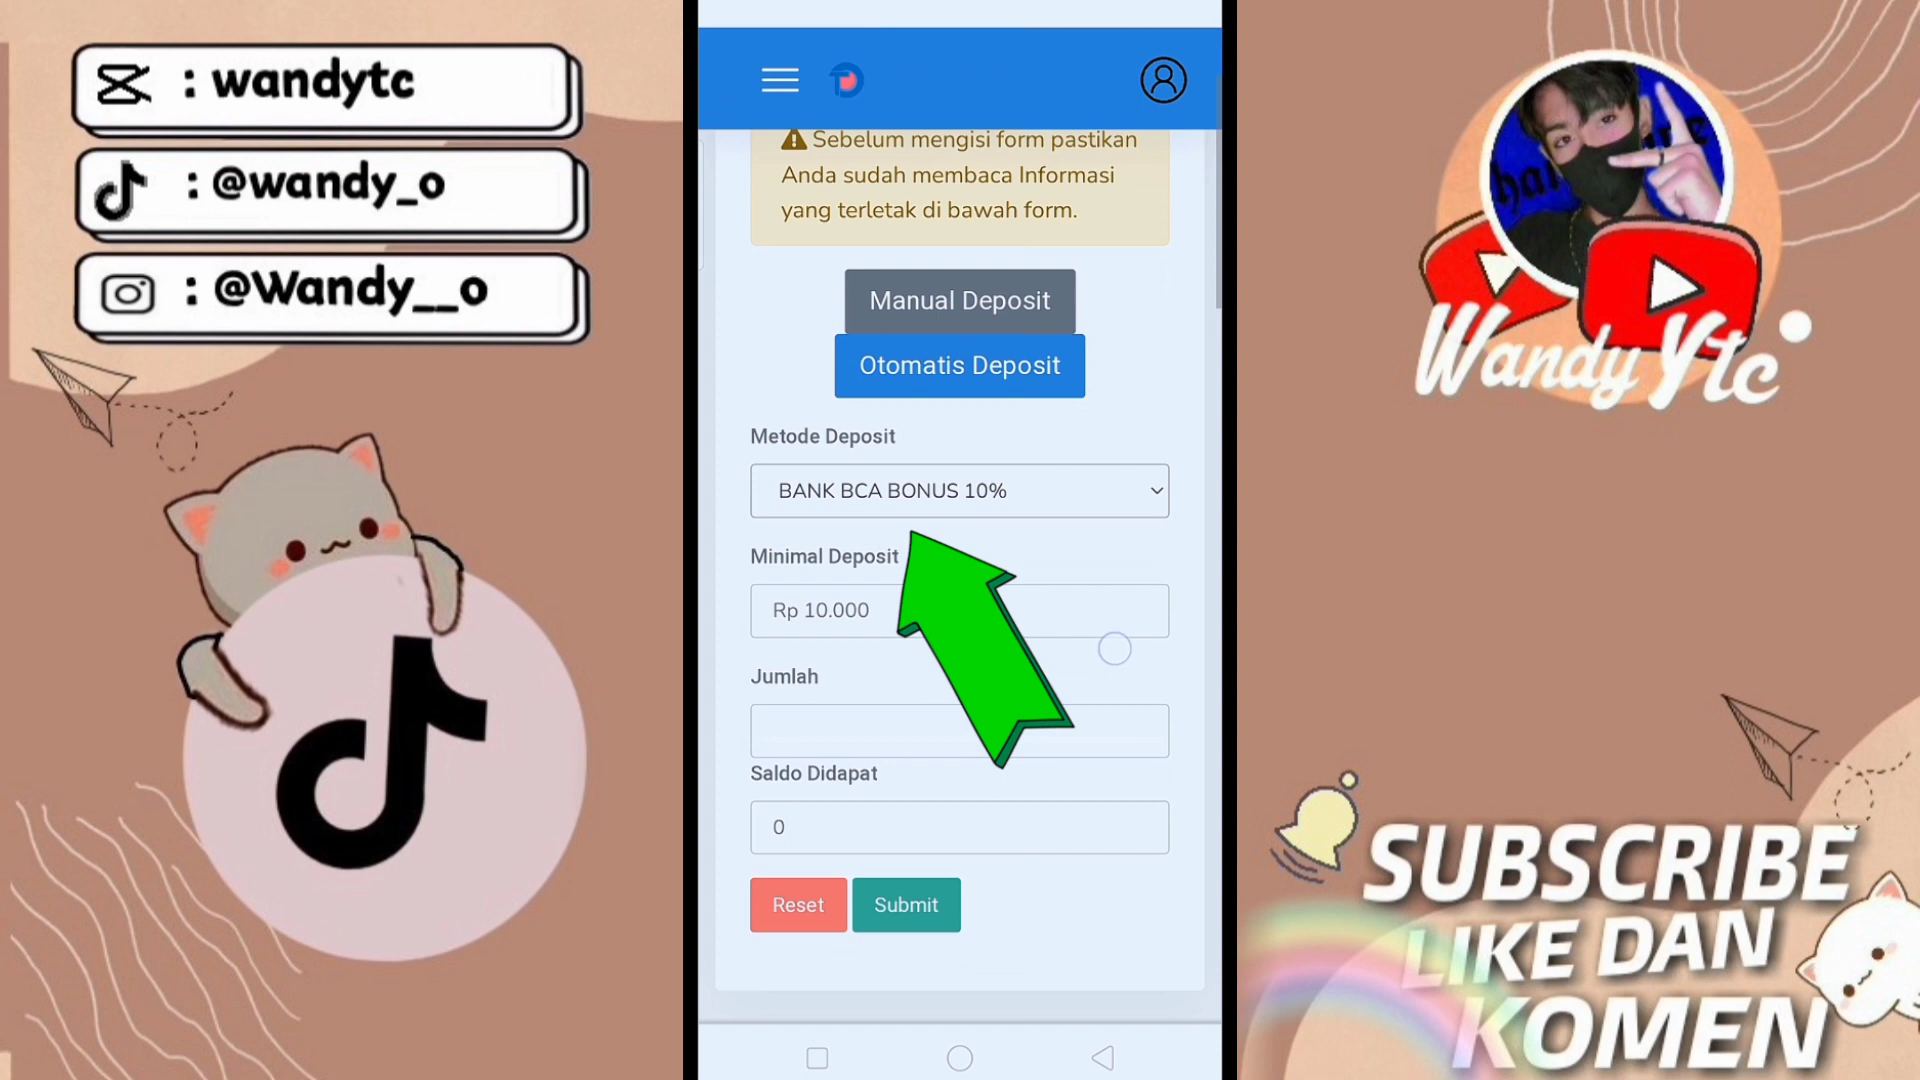 : wandytc
: @wandy_o
: @Wandy__o
Sebelum mengisi form pastikan
Anda sudah membaca Informasi
yang terletak di bawah form.
Manual Deposit
Otomatis Deposit
Metode Deposit
BANK BCA BONUS 10%
Minimal Deposit
Rp 10.000
Jumlah
Saldo Didapat
0
Reset
Submit
Wandy Ytc
SUBSCRIBE
LIKE DAN
KOMEN